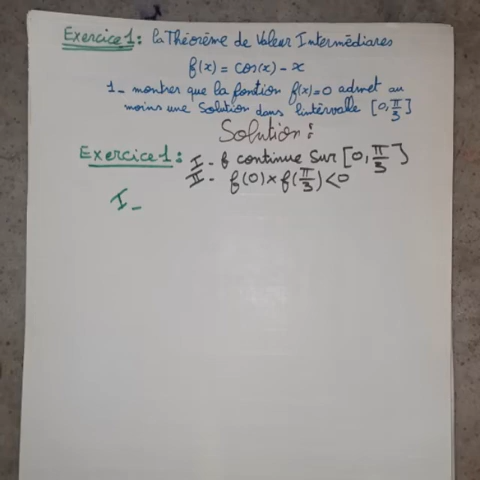 Exercice 1: la Théorème de Valeur Intermédiares
f(x) = cos(x) - x
1- montrer que la fontion f(x)=0 admet au
moins une Solution dans l'intervalle [0, π/3]
Solution:
Exercice 1: I- f continue Sur [0, π/3]
II- f(0) × f(π/3) < 0
I-